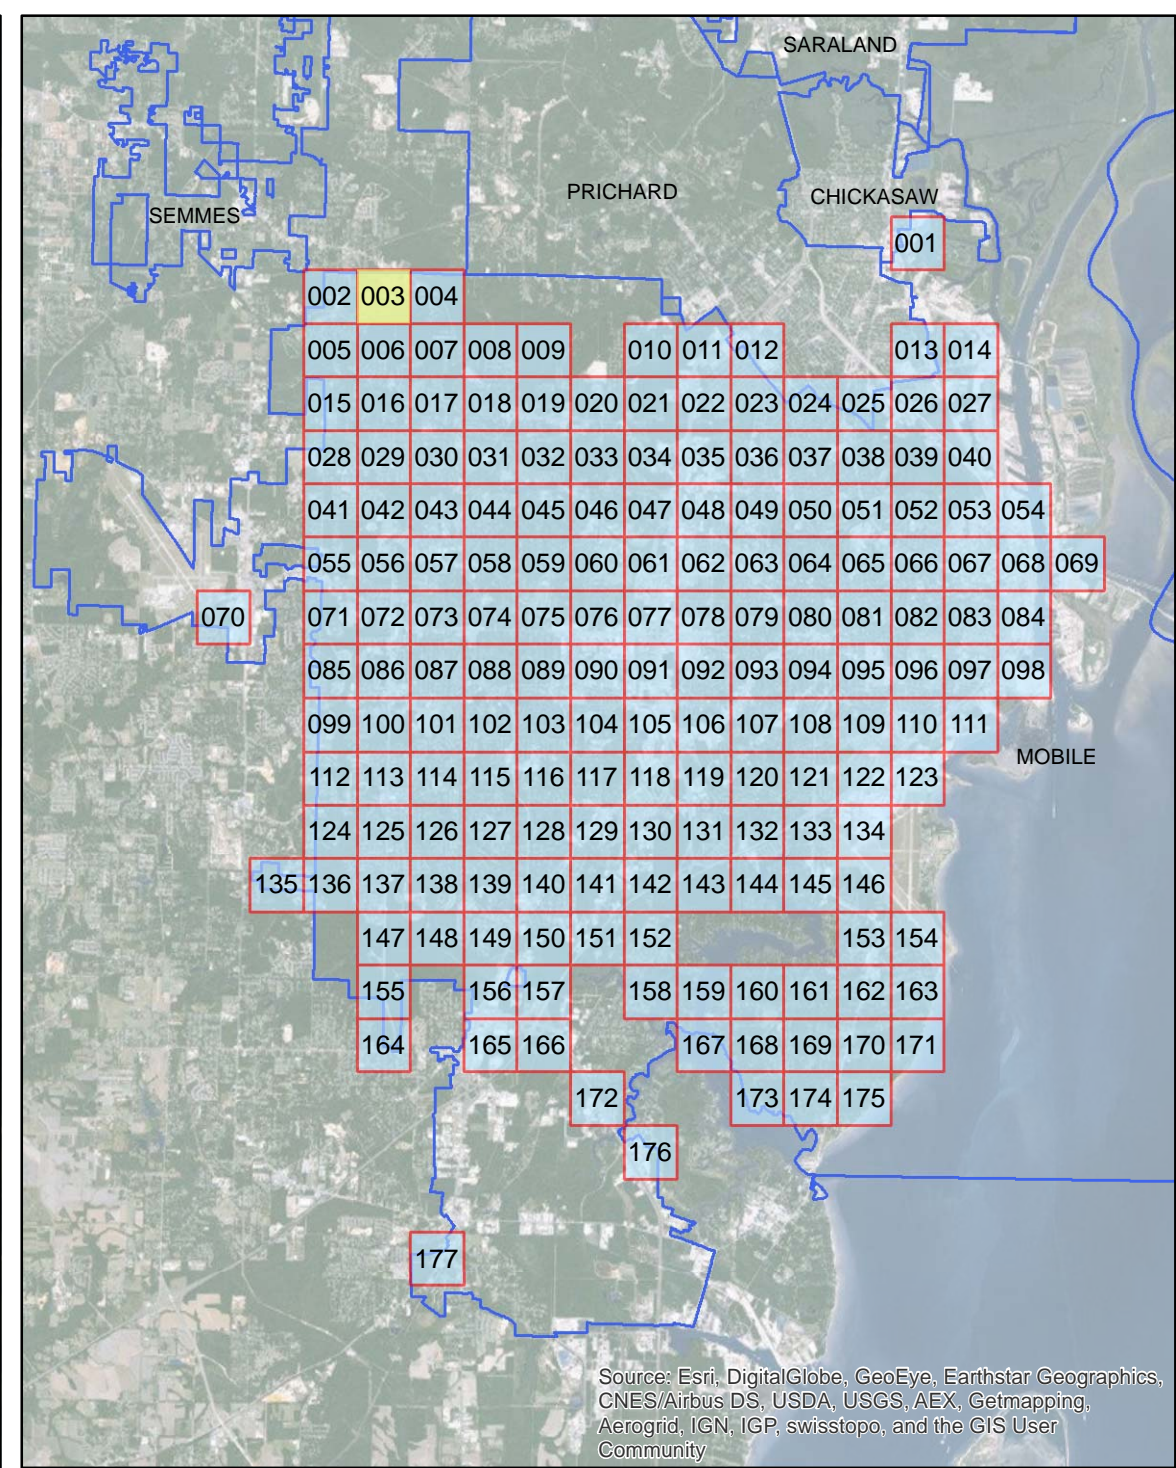 SARALAND
PRICHARD
CHICKASAW
SEMMES
001
002 003 004
005 006 007 008 009 010 011 012 013 014
015 016 017 018 019 020 021 022 023 024 025 026 027
028 029 030 031 032 033 034 035 036 037 038 039 040
041 042 043 044 045 046 047 048 049 050 051 052 053 054
055 056 057 058 059 060 061 062 063 064 065 066 067 068 069
070 071 072 073 074 075 076 077 078 079 080 081 082 083 084
085 086 087 088 089 090 091 092 093 094 095 096 097 098
099 100 101 102 103 104 105 106 107 108 109 110 111
MOBILE
112 113 114 115 116 117 118 119 120 121 122 123
124 125 126 127 128 129 130 131 132 133 134
135 136 137 138 139 140 141 142 143 144 145 146
147 148 149 150 151 152 153 154
155 156 157 158 159 160 161 162 163
164 165 166 167 168 169 170 171
172 173 174 175
176
177
Source: Esri, DigitalGlobe, GeoEye, Earthstar Geographics,
CNES/Airbus DS, USDA, USGS, AEX, Getmapping,
Aerogrid, IGN, IGP, swisstopo, and the GIS User
Community